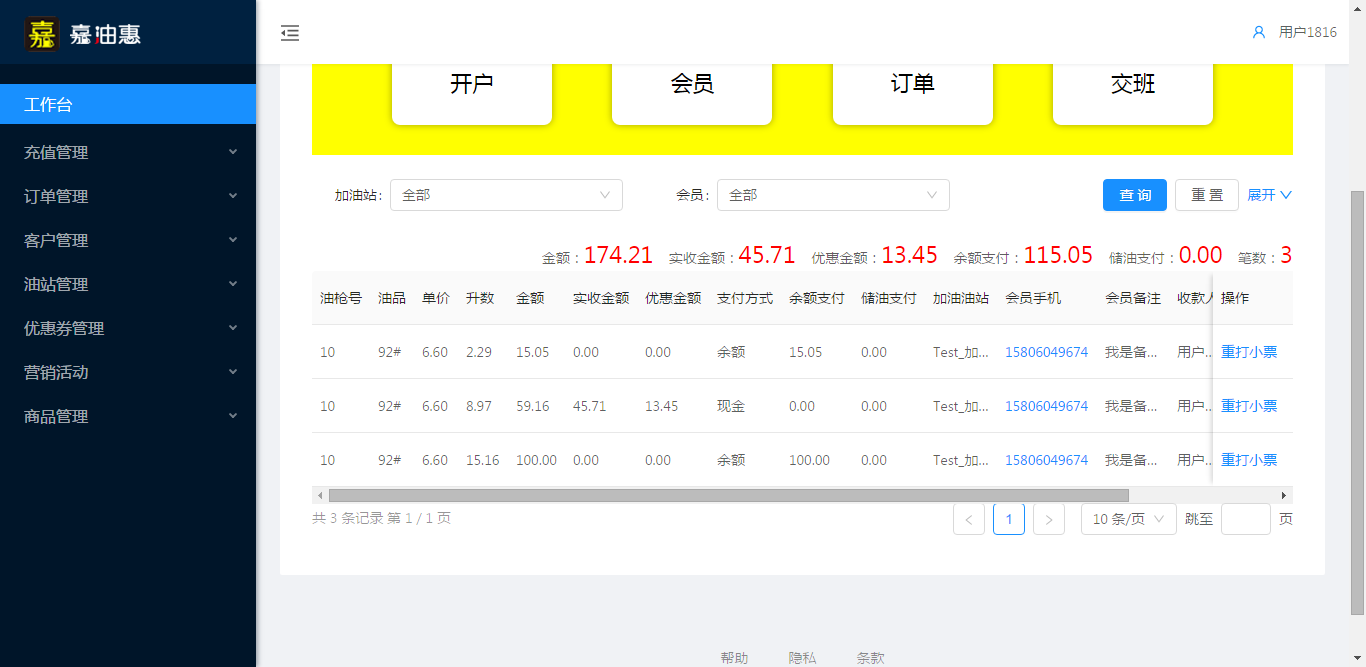 嘉油惠
用户1816
工作台
充值管理
订单管理
客户管理
油站管理
优惠券管理
营销活动
商品管理
开户 会员 订单 交班
加油站: 全部 会员: 全部 查 询 重 置 展开
金额：174.21 实收金额：45.71 优惠金额：13.45 余额支付：115.05 储油支付：0.00 笔数：3
油枪号 油品 单价 升数 金额 实收金额 优惠金额 支付方式 余额支付 储油支付 加油油站 会员手机 会员备注 收款人 操作
10 92# 6.60 2.29 15.05 0.00 0.00 余额 15.05 0.00 Test_加... 15806049674 我是备... 用户... 重打小票
10 92# 6.60 8.97 59.16 45.71 13.45 现金 0.00 0.00 Test_加... 15806049674 我是备... 用户... 重打小票
10 92# 6.60 15.16 100.00 0.00 0.00 余额 100.00 0.00 Test_加... 15806049674 我是备... 用户... 重打小票
共 3 条记录 第 1 / 1 页 < 1 > 10 条/页 跳至 页
帮助 隐私 条款